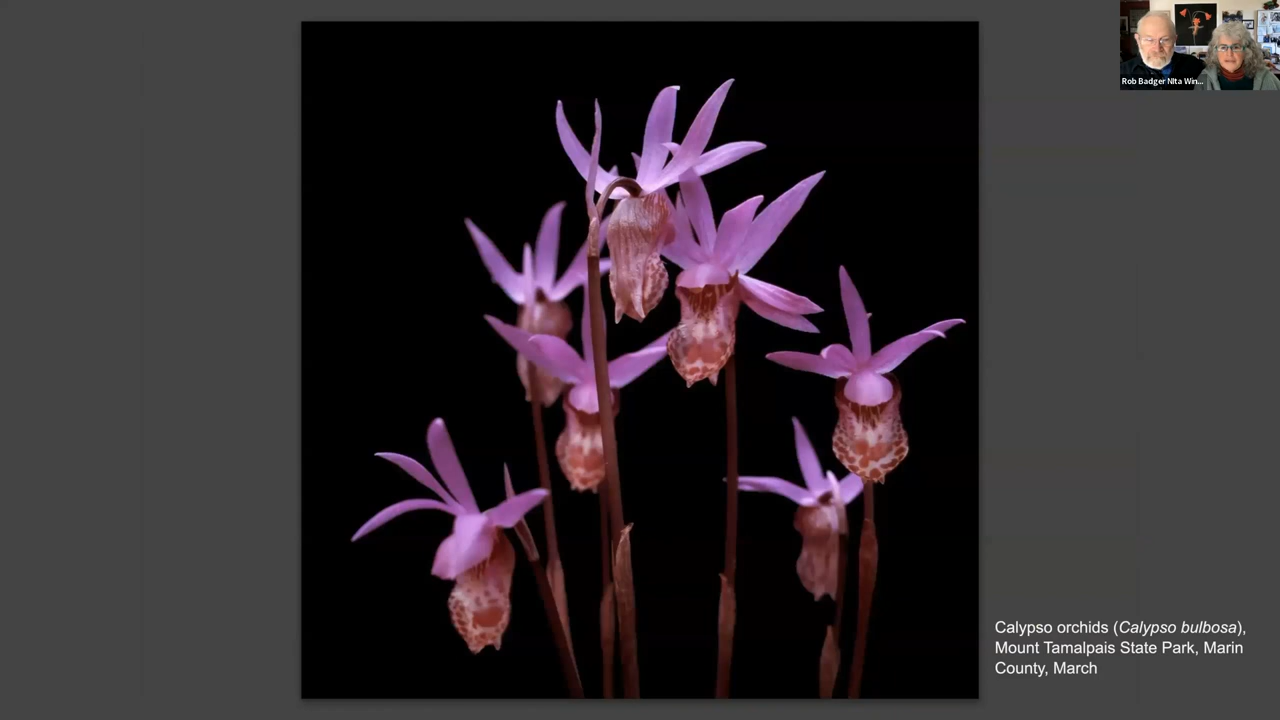 Rob Badger NIta Win...
Calypso orchids (Calypso bulbosa),
Mount Tamalpais State Park, Marin
County, March